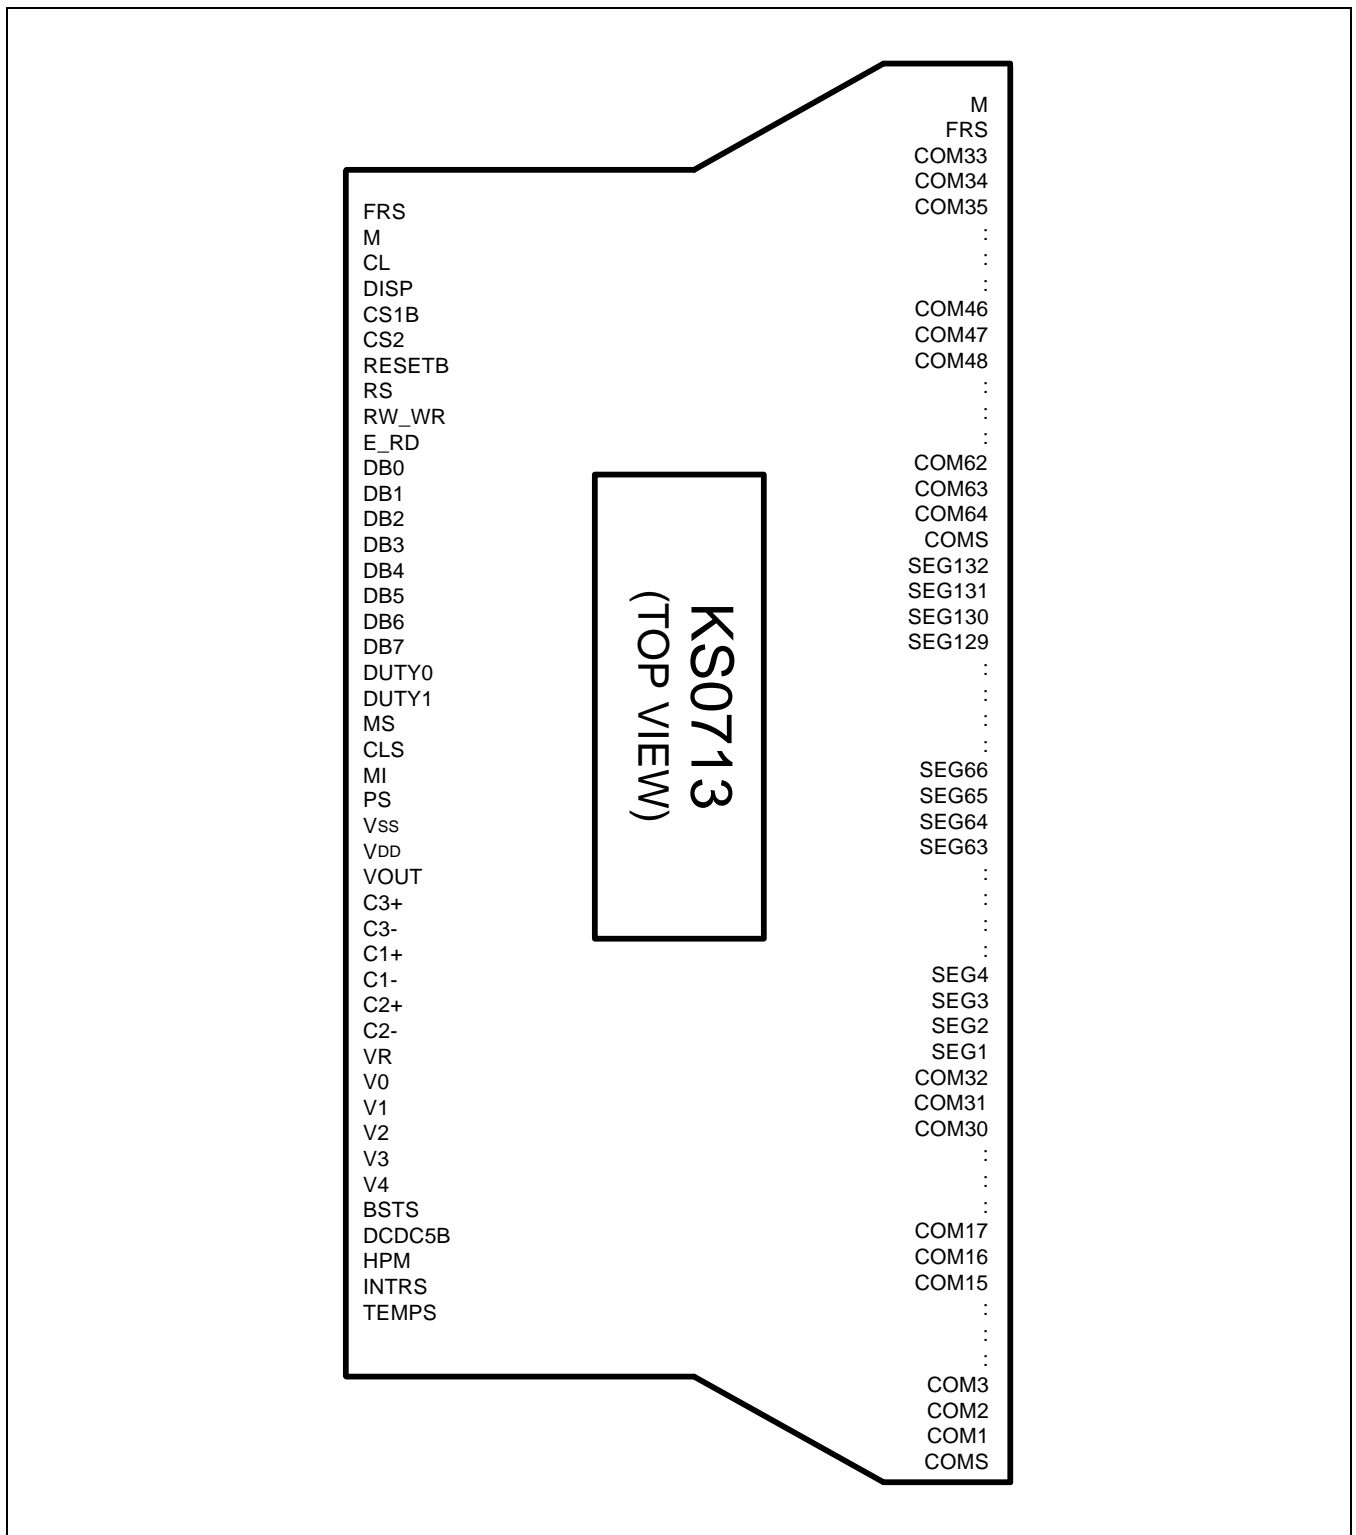 FRS
M
CL
DISP
CS1B
CS2
RESETB
RS
RW_WR
E_RD
DB0
DB1
DB2
DB3
DB4
DB5
DB6
DB7
DUTY0
DUTY1
MS
CLS
MI
PS
VSS
VDD
VOUT
C3+
C3-
C1+
C1-
C2+
C2-
VR
V0
V1
V2
V3
V4
BSTS
DCDC5B
HPM
INTRS
TEMPS
KS0713
(TOP VIEW)
M
FRS
COM33
COM34
COM35
:
:
:
COM46
COM47
COM48
:
:
:
COM62
COM63
COM64
COMS
SEG132
SEG131
SEG130
SEG129
:
:
:
:
SEG66
SEG65
SEG64
SEG63
:
:
:
:
SEG4
SEG3
SEG2
SEG1
COM32
COM31
COM30
:
:
:
COM17
COM16
COM15
:
:
:
COM3
COM2
COM1
COMS